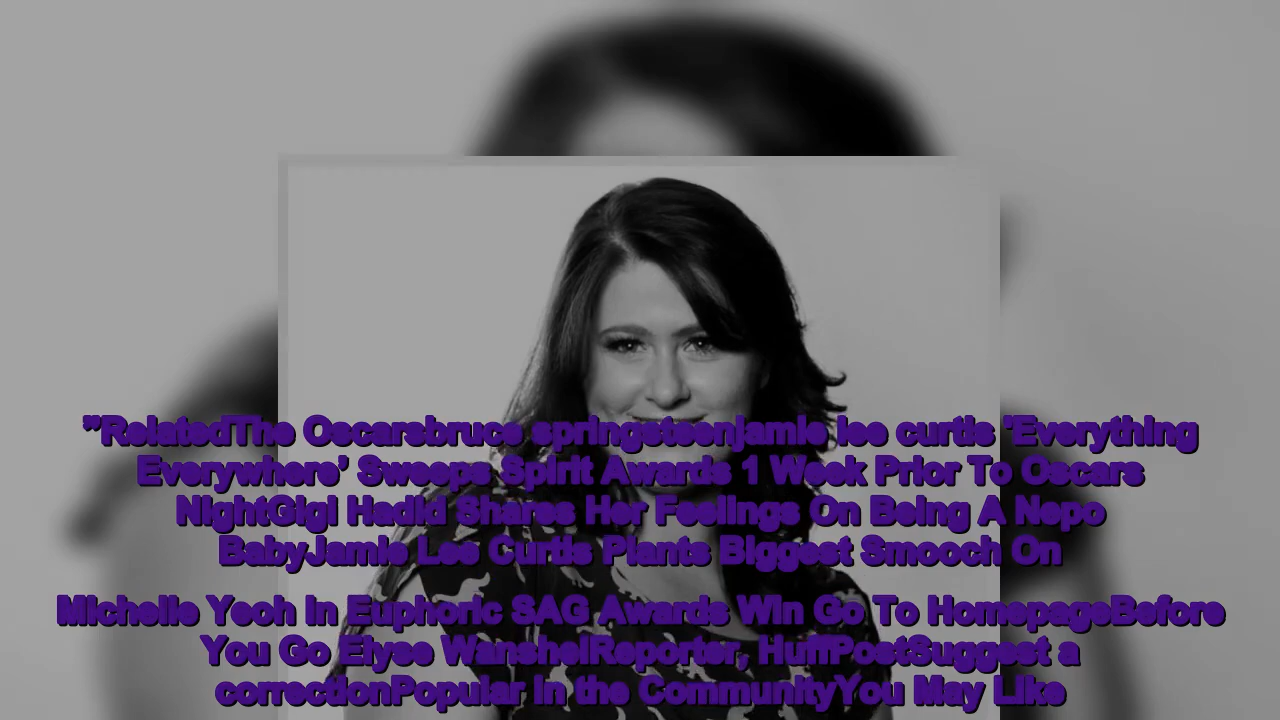 "RelatedThe Oscarsbruce springsteenjamie lee curtis 'Everything
Everywhere' Sweeps Spirit Awards 1 Week Prior To Oscars
NightGigi Hadid Shares Her Feelings On Being A Nepo
BabyJamie Lee Curtis Plants Biggest Smooch On
Michelle Yeoh In Euphoric SAG Awards Win Go To HomepageBefore
You Go Elyse WanshelReporter, HuffPostSuggest a
correctionPopular in the CommunityYou May Like